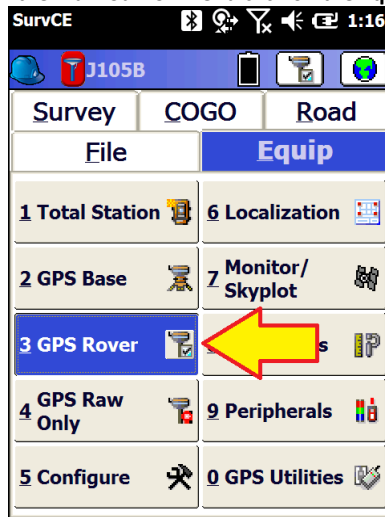 SurvCE 1:16
J105B
Survey COGO Road
File Equip
1 Total Station 6 Localization
2 GPS Base 7 Monitor/
Skyplot
3 GPS Rover
4 GPS Raw
Only 9 Peripherals
5 Configure 0 GPS Utilities